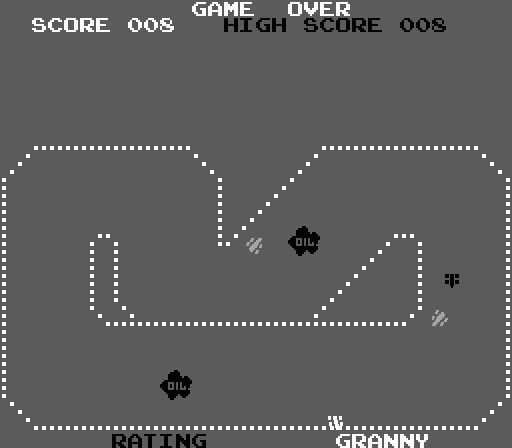 GAME OVER
SCORE 008 HIGH SCORE 008
OIL
OIL
RATING GRANNY